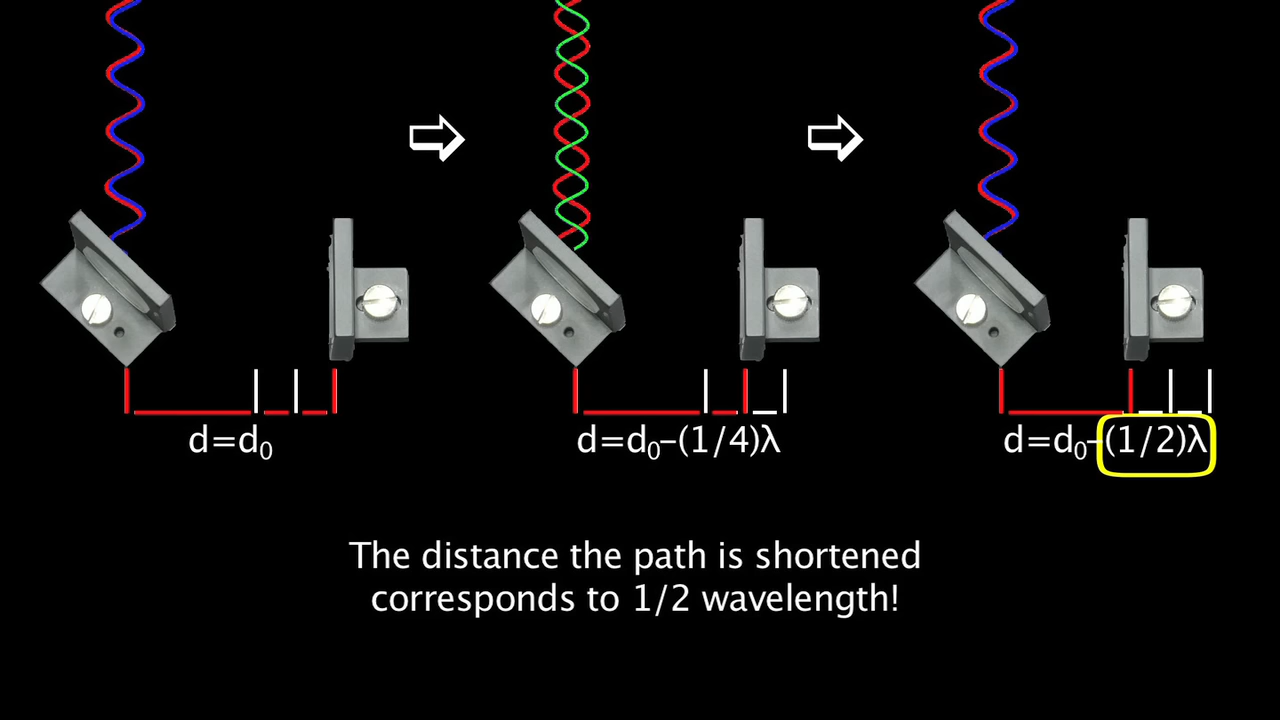 d=d₀
d=d₀-(1/4)λ
d=d₀-(1/2)λ
The distance the path is shortened
corresponds to 1/2 wavelength!